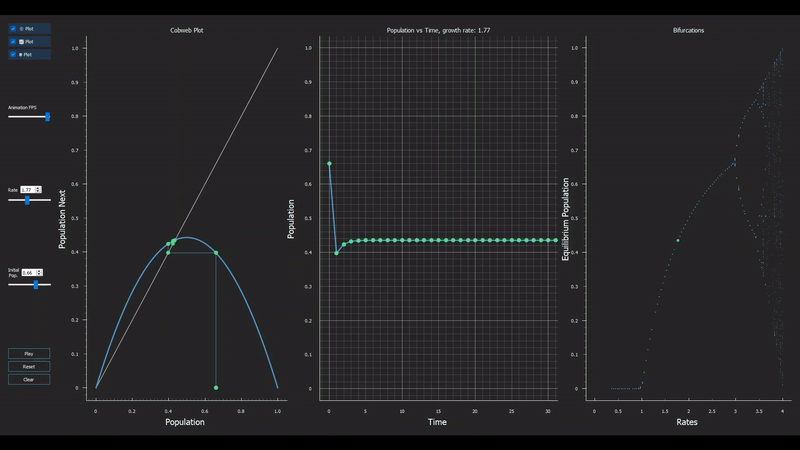 Plot
Plot
Plot
Animation FPS
Rate 1.77
Initial
Pop. 0.66
Play
Reset
Clear
Cobweb Plot
Population Next
1.0
0.9
0.8
0.7
0.6
0.5
0.4
0.3
0.2
0.1
0
0 0.2 0.4 0.6 0.8 1.0
Population
Population vs Time, growth rate: 1.77
Population
1.0
0.9
0.8
0.7
0.6
0.5
0.4
0.3
0.2
0.1
0
0 5 10 15 20 25 30
Time
Bifurcations
Equilibrium Population
1.0
0.9
0.8
0.7
0.6
0.5
0.4
0.3
0.2
0.1
0
0 0.5 1 1.5 2 2.5 3 3.5 4
Rates